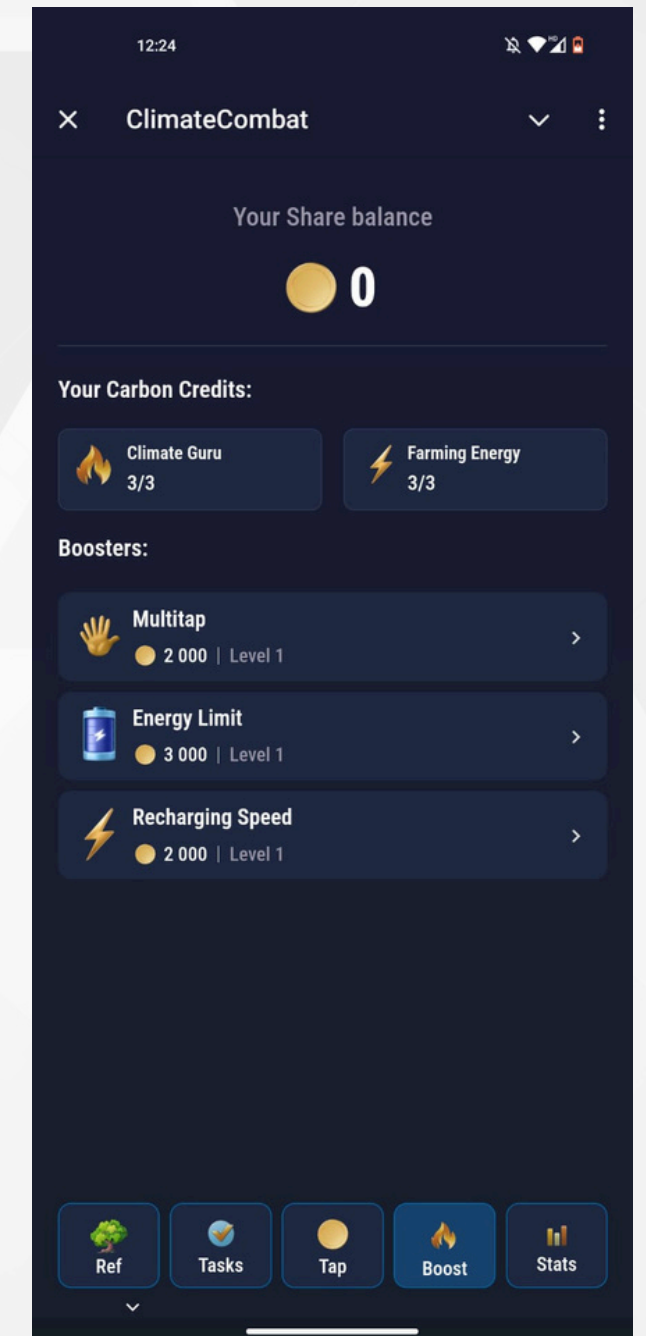 12:24
HD
ClimateCombat
Your Share balance
0
Your Carbon Credits:
Climate Guru
3/3
Farming Energy
3/3
Boosters:
Multitap
2 000 | Level 1
Energy Limit
3 000 | Level 1
Recharging Speed
2 000 | Level 1
Ref
Tasks
Tap
Boost
Stats